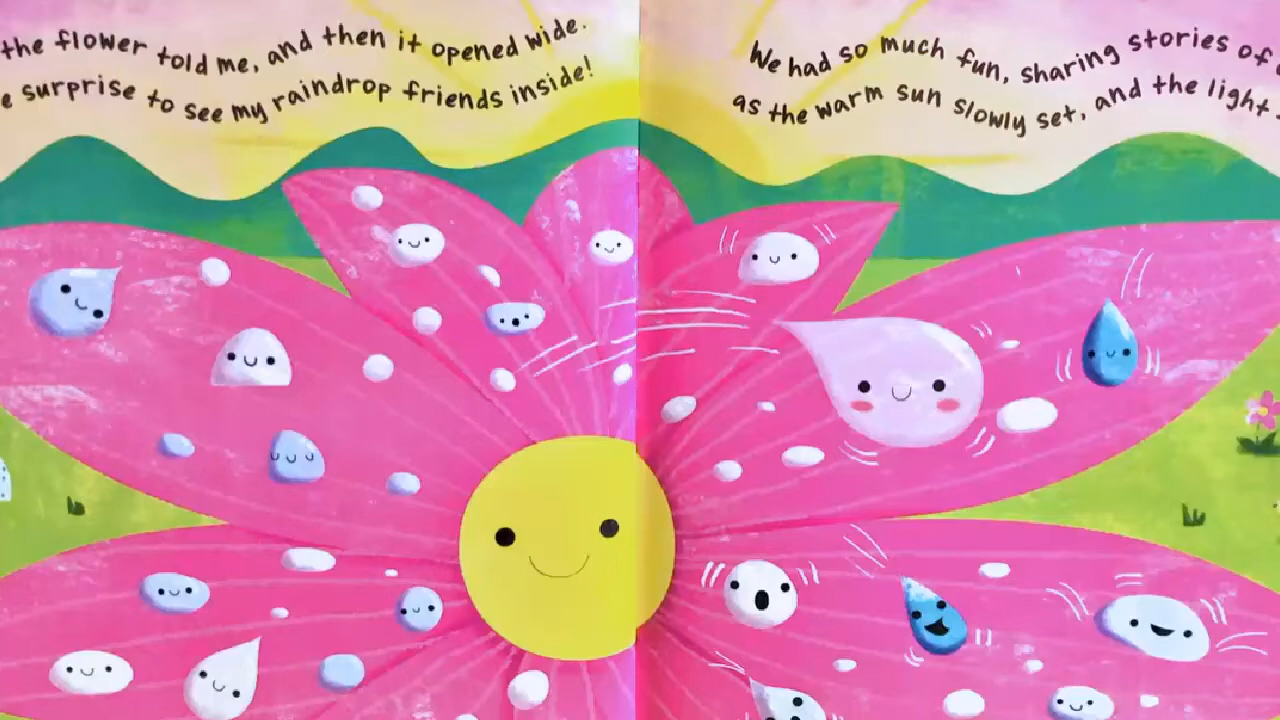 the flower told me, and then it opened wide.
e surprise to see my raindrop friends inside!
We had so much fun, sharing stories of
as the warm sun slowly set, and the light